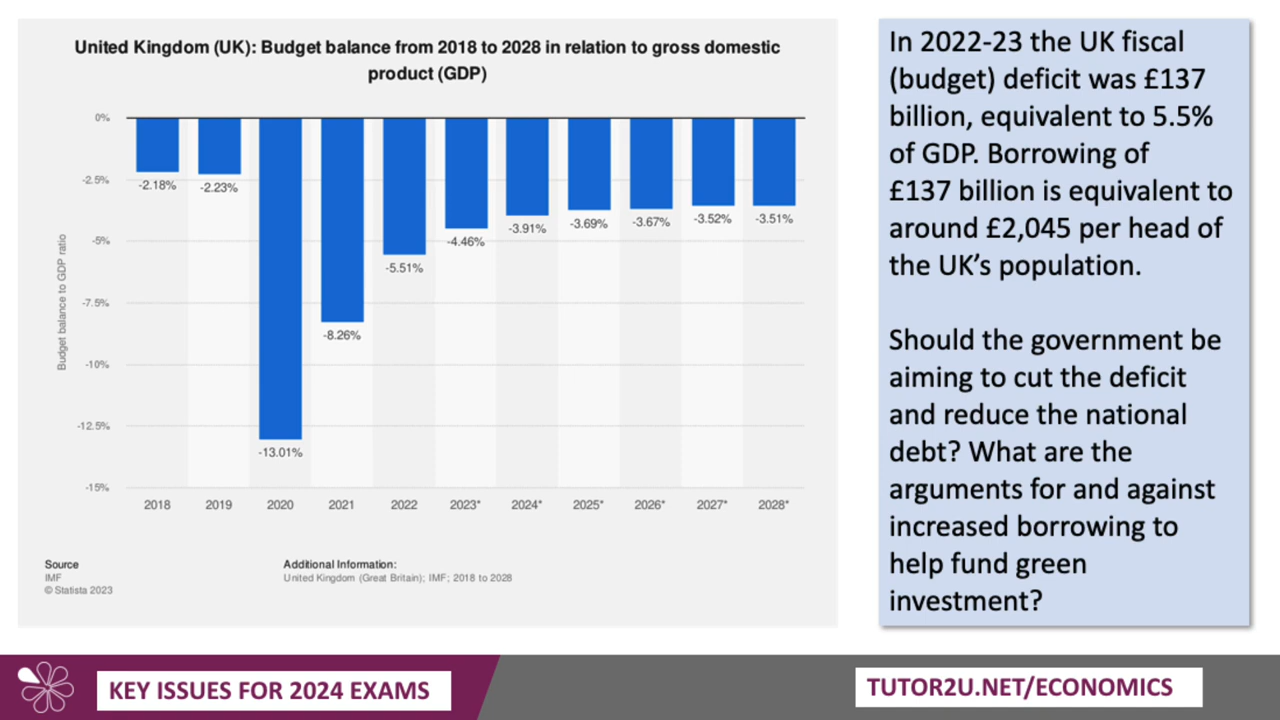 United Kingdom (UK): Budget balance from 2018 to 2028 in relation to gross domestic
product (GDP)
Budget balance to GDP ratio
0%
-2.5%
-5%
-7.5%
-10%
-12.5%
-15%
-2.18%
-2.23%
-13.01%
-8.26%
-5.51%
-4.46%
-3.91%
-3.69%
-3.67%
-3.52%
-3.51%
2018
2019
2020
2021
2022
2023*
2024*
2025*
2026*
2027*
2028*
Source
IMF
© Statista 2023
Additional Information:
United Kingdom (Great Britain); IMF; 2018 to 2028
In 2022-23 the UK fiscal
(budget) deficit was £137
billion, equivalent to 5.5%
of GDP. Borrowing of
£137 billion is equivalent to
around £2,045 per head of
the UK’s population.
Should the government be
aiming to cut the deficit
and reduce the national
debt? What are the
arguments for and against
increased borrowing to
help fund green
investment?
KEY ISSUES FOR 2024 EXAMS
TUTOR2U.NET/ECONOMICS